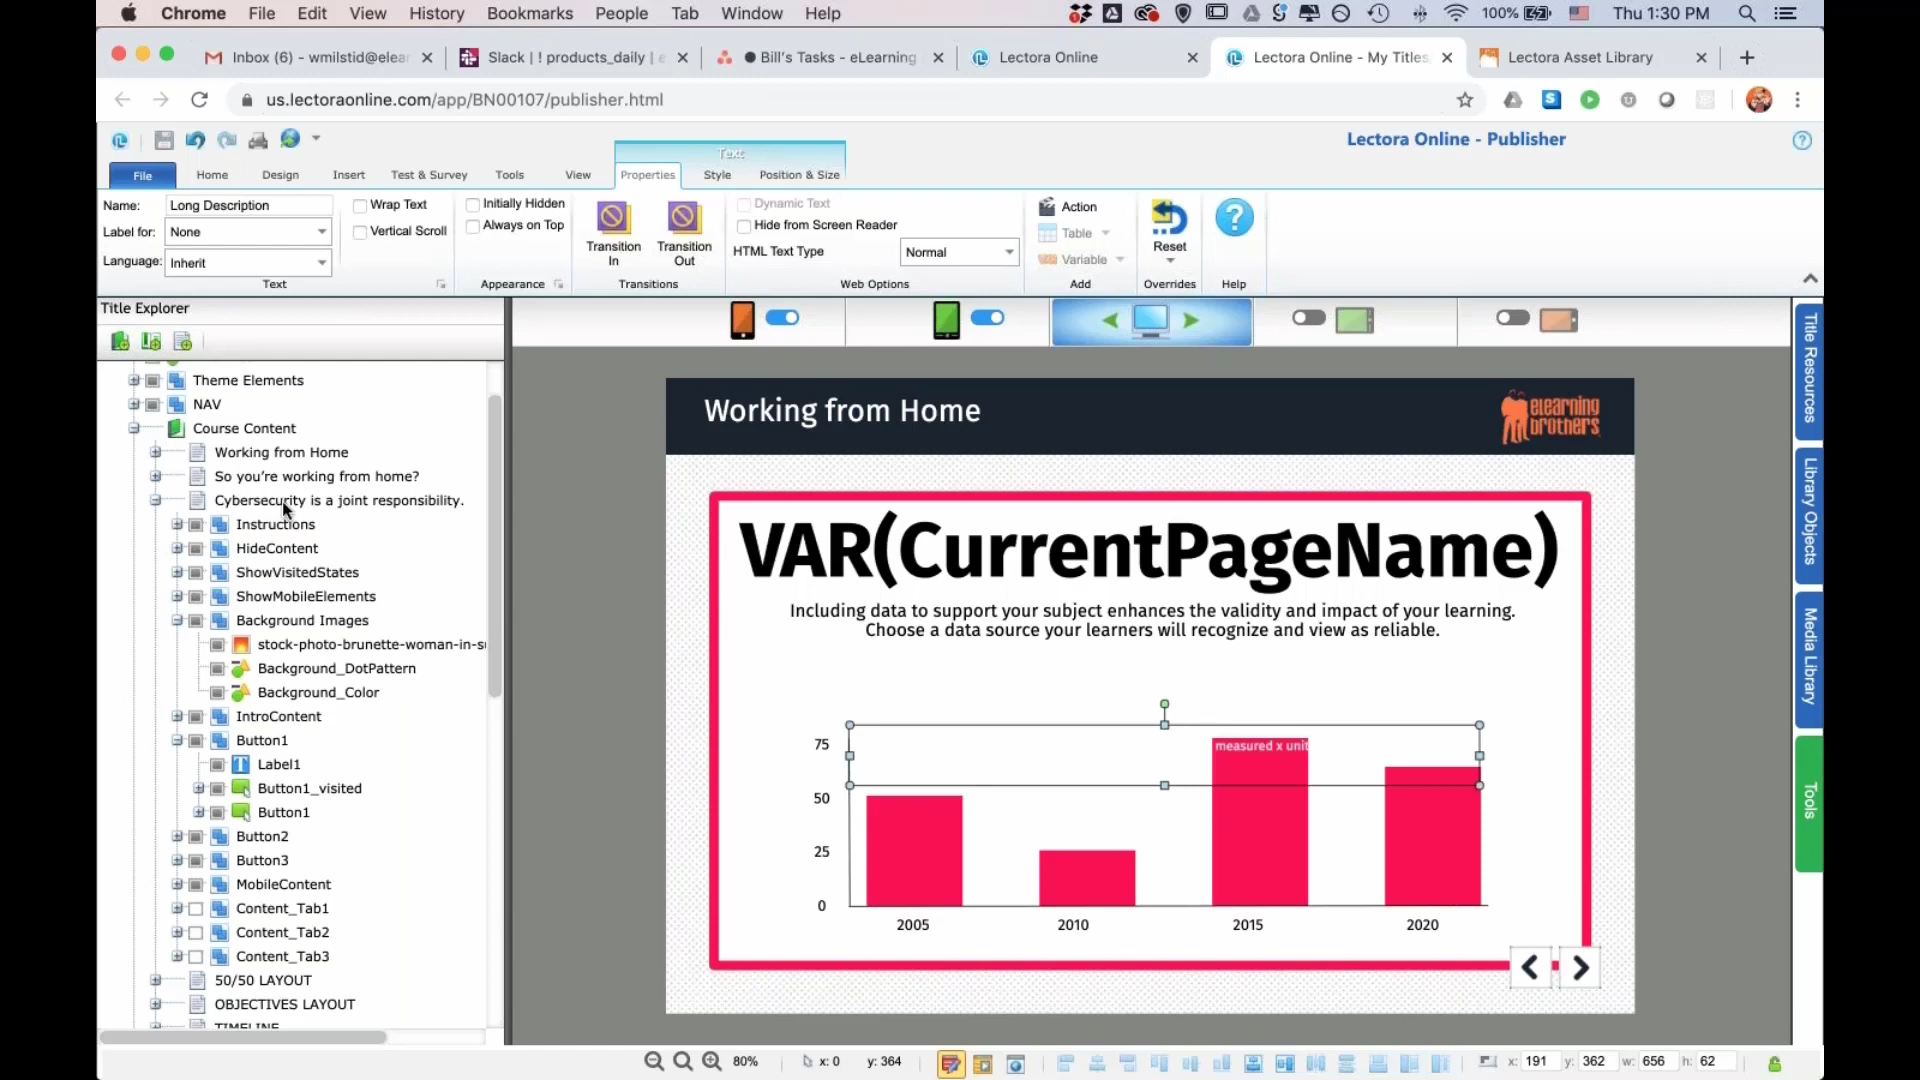 Chrome File Edit View History Bookmarks People Tab Window Help 100% Thu 1:30 PM
Inbox (6) - wmilstid@elear
Slack | ! products_daily | e
Bill's Tasks - eLearning
Lectora Online
Lectora Online - My Titles,
Lectora Asset Library
us.lectoraonline.com/app/BN00107/publisher.html
Lectora Online - Publisher
Text
File Home Design Insert Test & Survey Tools View Properties Style Position & Size
Name: Long Description
Label for: None
Language: Inherit
Text
Wrap Text
Vertical Scroll
Initially Hidden
Always on Top
Appearance
Transition In
Transition Out
Transitions
Dynamic Text
Hide from Screen Reader
HTML Text Type Normal
Web Options
Action
Table
Variable
Add
Reset
Overrides
Help
Title Explorer
Theme Elements
NAV
Course Content
Working from Home
So you're working from home?
Cybersecurity is a joint responsibility.
Instructions
HideContent
ShowVisitedStates
ShowMobileElements
Background Images
stock-photo-brunette-woman-in-su
Background_DotPattern
Background_Color
IntroContent
Button1
Label1
Button1_visited
Button1
Button2
Button3
MobileContent
Content_Tab1
Content_Tab2
Content_Tab3
50/50 LAYOUT
OBJECTIVES LAYOUT
TIMELINE
Working from Home
elearning
brothers
VAR(CurrentPageName)
Including data to support your subject enhances the validity and impact of your learning.
Choose a data source your learners will recognize and view as reliable.
75
measured x unit
50
25
0
2005 2010 2015 2020
Title Resources
Library Objects
Media Library
Tools
80% x: 0 y: 364 x: 191 y: 362 w: 656 h: 62